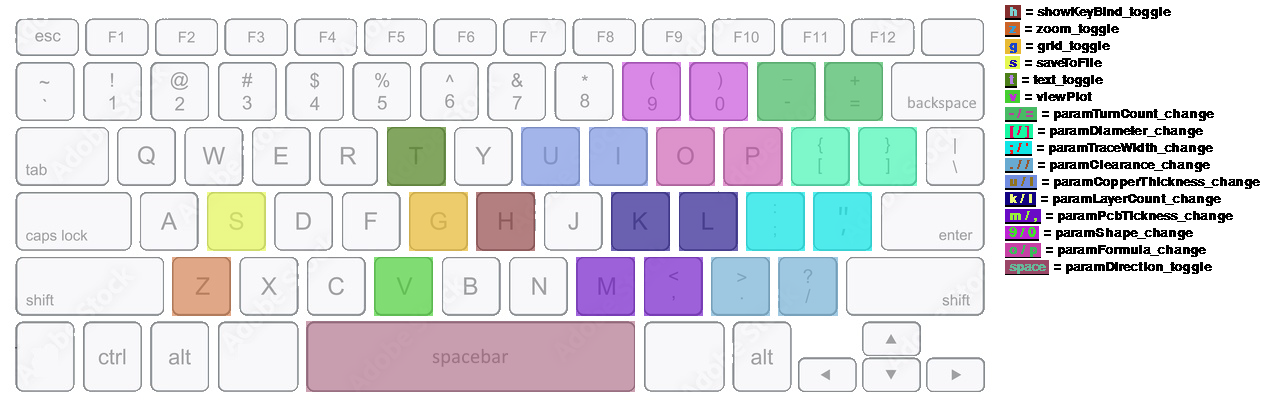 esc F1 F2 F3 F4 F5 F6 F7 F8 F9 F10 F11 F12
~ ! @ # $ % ^ & * ( ) _ +
` 1 2 3 4 5 6 7 8 9 0 - = backspace
tab Q W E R T Y U I O P { [ } ] | \
caps lock A S D F G H J K L : ; " ' enter
shift Z X C V B N M < , > . ? / shift
ctrl alt spacebar alt ◄ ▲ ▼ ►
h = showKeyBind_toggle
z = zoom_toggle
g = grid_toggle
s = saveToFile
t = text_toggle
v = viewPlot
- / = = paramTurnCount_change
[ / ] = paramDiameler_change
; / ' = paramTraceWidth_change
. / / = paramClearance_change
u / i = paramCopperThickness_change
k / l = paramLayerCount_change
m / , = paramPcbTickness_change
9 / 0 = paramShape_change
o / p = paramFormula_change
space = paramDirection_toggle